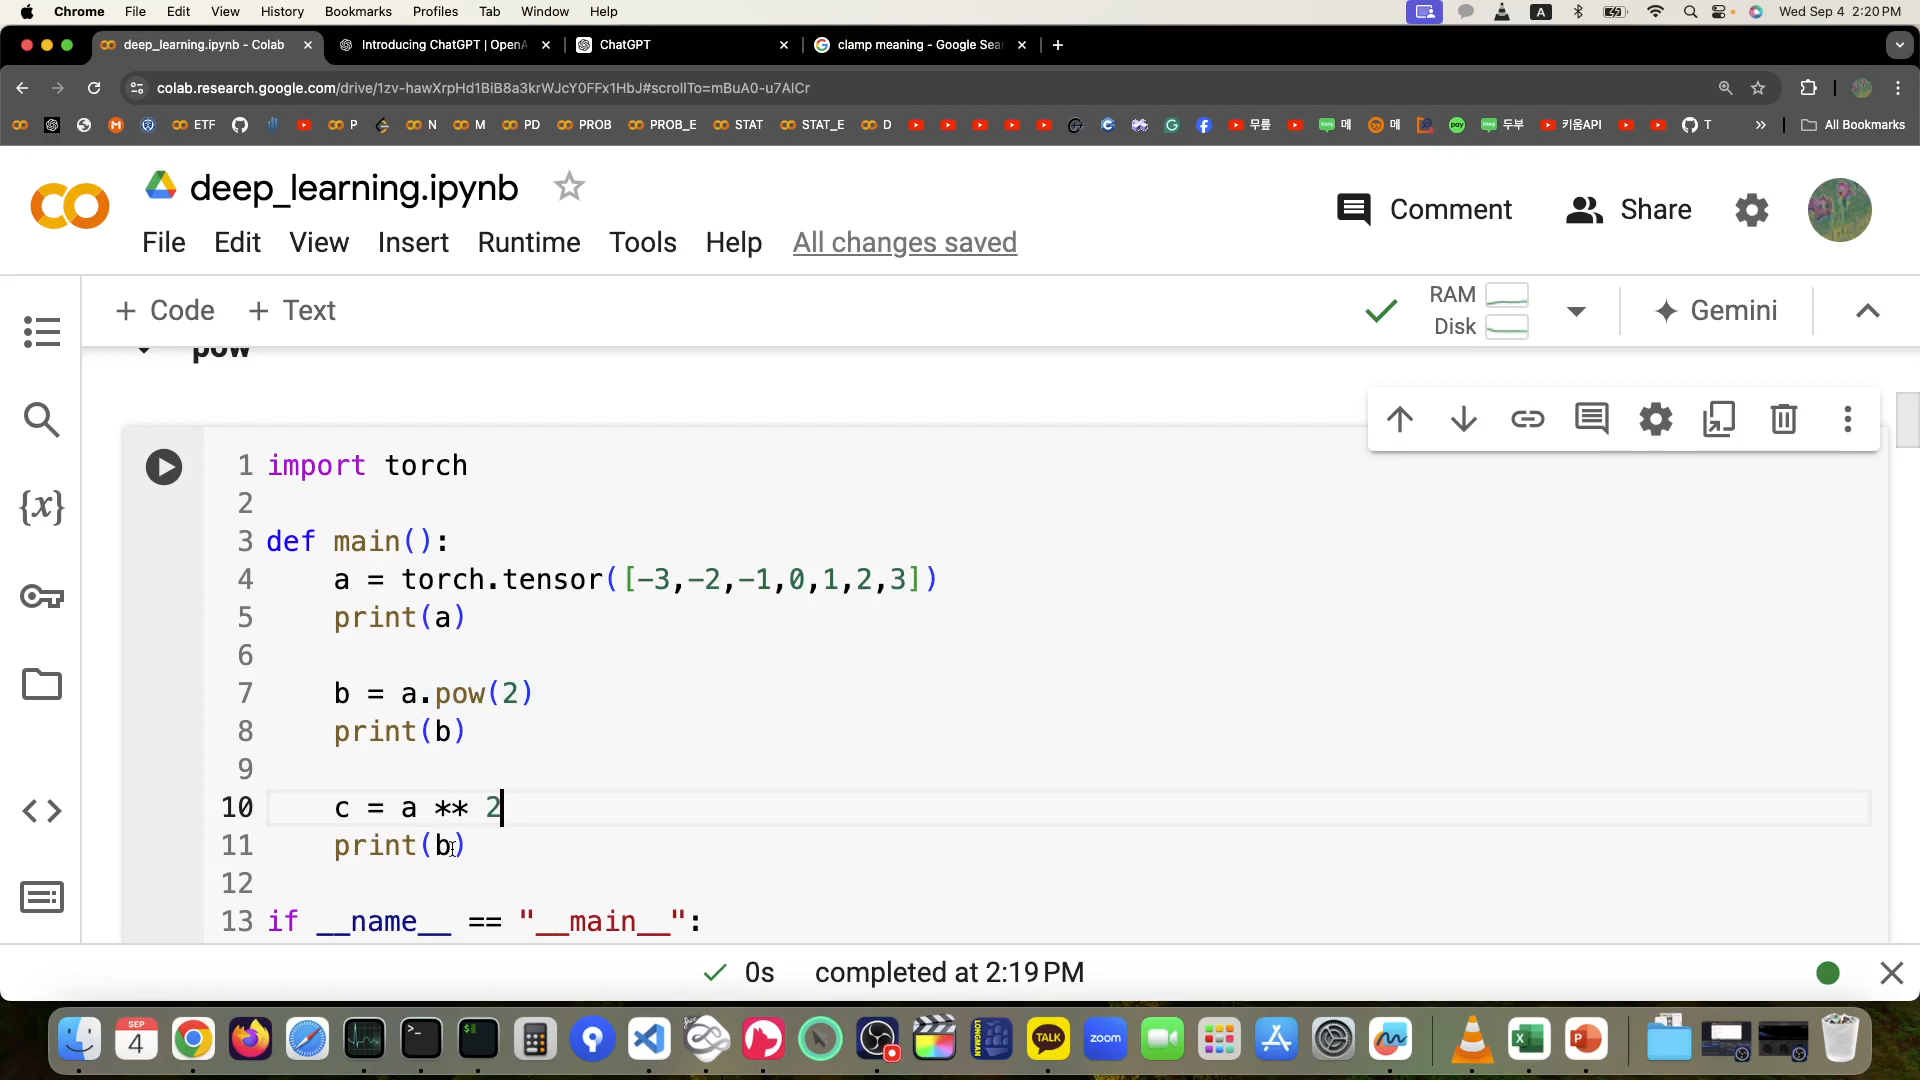 Chrome File Edit View History Bookmarks Profiles Tab Window Help
A
Wed Sep 4 2:20 PM
deep_learning.ipynb - Colab
Introducing ChatGPT | OpenA
ChatGPT
clamp meaning - Google Sea
colab.research.google.com/drive/1zv-hawXrpHd1BiB8a3krWJcY0FFx1HbJ#scrollTo=mBuA0-u7AlCr
ETF P N M PD PROB PROB_E STAT STAT_E D 무릎 메 메 두부 키움API T » All Bookmarks
deep_learning.ipynb
Comment Share
File Edit View Insert Runtime Tools Help All changes saved
+ Code + Text
RAM
Disk
Gemini
pow
1 import torch
2
3 def main():
4 a = torch.tensor([-3,-2,-1,0,1,2,3])
5 print(a)
6
7 b = a.pow(2)
8 print(b)
9
10 c = a ** 2
11 print(b)
12
13 if __name__ == "__main__":
0s completed at 2:19 PM
SEP
4
LONGMAN
TALK
zoom